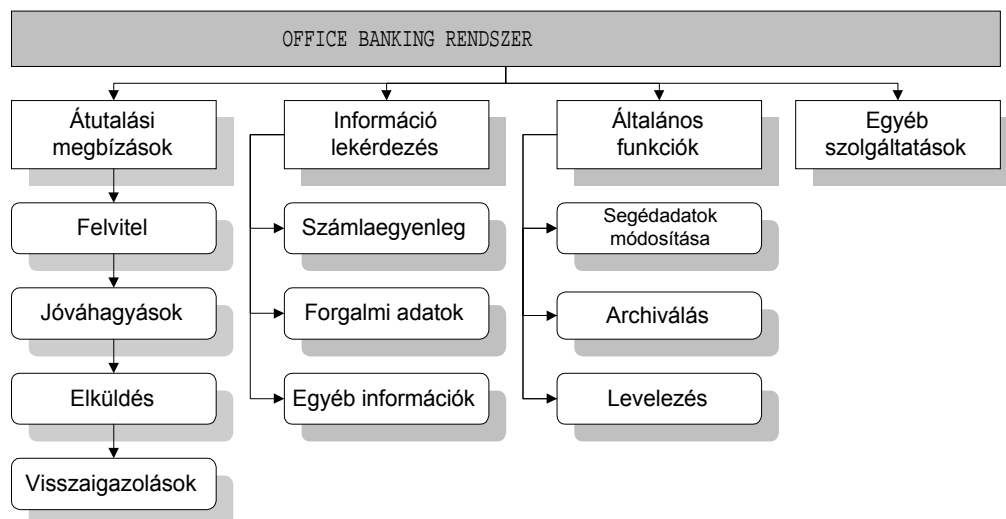 OFFICE BANKING RENDSZER
Átutalási
megbízások
Felvitel
Jóváhagyások
Elküldés
Visszaigazolások
Információ
lekérdezés
Számlaegyenleg
Forgalmi adatok
Egyéb információk
Általános
funkciók
Segédadatok
módosítása
Archiválás
Levelezés
Egyéb
szolgáltatások